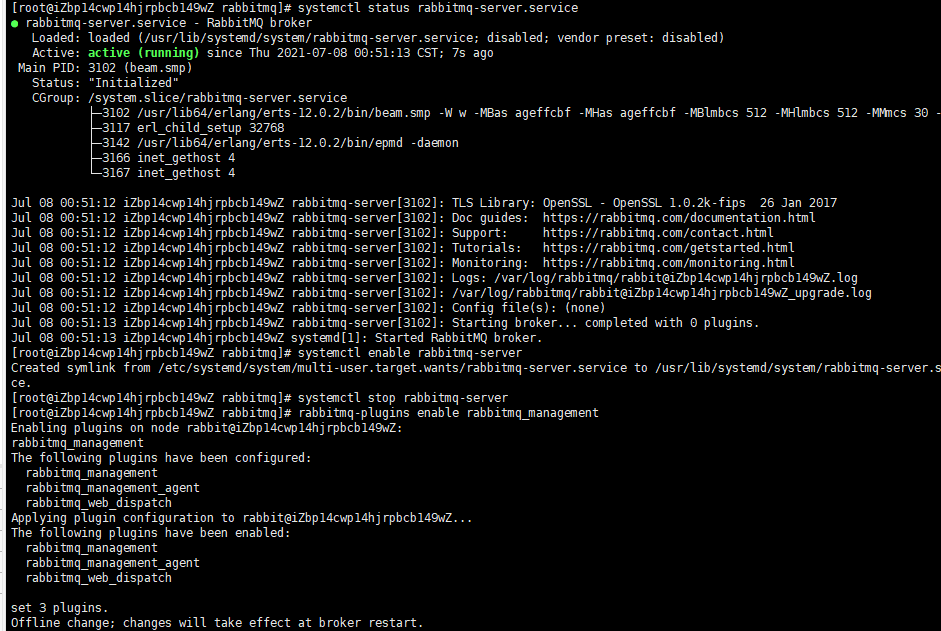 [root@iZbp14cwp14hjrpbcb149wZ rabbitmq]# systemctl status rabbitmq-server.service
● rabbitmq-server.service - RabbitMQ broker
   Loaded: loaded (/usr/lib/systemd/system/rabbitmq-server.service; disabled; vendor preset: disabled)
   Active: active (running) since Thu 2021-07-08 00:51:13 CST; 7s ago
 Main PID: 3102 (beam.smp)
   Status: "Initialized"
   CGroup: /system.slice/rabbitmq-server.service
           ├─3102 /usr/lib64/erlang/erts-12.0.2/bin/beam.smp -W w -MBas ageffcbf -MHas ageffcbf -MBlmbcs 512 -MHlmbcs 512 -MMmcs 30 -
           ├─3117 erl_child_setup 32768
           ├─3142 /usr/lib64/erlang/erts-12.0.2/bin/epmd -daemon
           ├─3166 inet_gethost 4
           └─3167 inet_gethost 4

Jul 08 00:51:12 iZbp14cwp14hjrpbcb149wZ rabbitmq-server[3102]: TLS Library: OpenSSL - OpenSSL 1.0.2k-fips  26 Jan 2017
Jul 08 00:51:12 iZbp14cwp14hjrpbcb149wZ rabbitmq-server[3102]: Doc guides:  https://rabbitmq.com/documentation.html
Jul 08 00:51:12 iZbp14cwp14hjrpbcb149wZ rabbitmq-server[3102]: Support:     https://rabbitmq.com/contact.html
Jul 08 00:51:12 iZbp14cwp14hjrpbcb149wZ rabbitmq-server[3102]: Tutorials:   https://rabbitmq.com/getstarted.html
Jul 08 00:51:12 iZbp14cwp14hjrpbcb149wZ rabbitmq-server[3102]: Monitoring:  https://rabbitmq.com/monitoring.html
Jul 08 00:51:12 iZbp14cwp14hjrpbcb149wZ rabbitmq-server[3102]: Logs: /var/log/rabbitmq/rabbit@iZbp14cwp14hjrpbcb149wZ.log
Jul 08 00:51:12 iZbp14cwp14hjrpbcb149wZ rabbitmq-server[3102]: /var/log/rabbitmq/rabbit@iZbp14cwp14hjrpbcb149wZ_upgrade.log
Jul 08 00:51:12 iZbp14cwp14hjrpbcb149wZ rabbitmq-server[3102]: Config file(s): (none)
Jul 08 00:51:13 iZbp14cwp14hjrpbcb149wZ rabbitmq-server[3102]: Starting broker... completed with 0 plugins.
Jul 08 00:51:13 iZbp14cwp14hjrpbcb149wZ systemd[1]: Started RabbitMQ broker.
[root@iZbp14cwp14hjrpbcb149wZ rabbitmq]# systemctl enable rabbitmq-server
Created symlink from /etc/systemd/system/multi-user.target.wants/rabbitmq-server.service to /usr/lib/systemd/system/rabbitmq-server.s
ce.
[root@iZbp14cwp14hjrpbcb149wZ rabbitmq]# systemctl stop rabbitmq-server
[root@iZbp14cwp14hjrpbcb149wZ rabbitmq]# rabbitmq-plugins enable rabbitmq_management
Enabling plugins on node rabbit@iZbp14cwp14hjrpbcb149wZ:
rabbitmq_management
The following plugins have been configured:
  rabbitmq_management
  rabbitmq_management_agent
  rabbitmq_web_dispatch
Applying plugin configuration to rabbit@iZbp14cwp14hjrpbcb149wZ...
The following plugins have been enabled:
  rabbitmq_management
  rabbitmq_management_agent
  rabbitmq_web_dispatch

set 3 plugins.
Offline change; changes will take effect at broker restart.